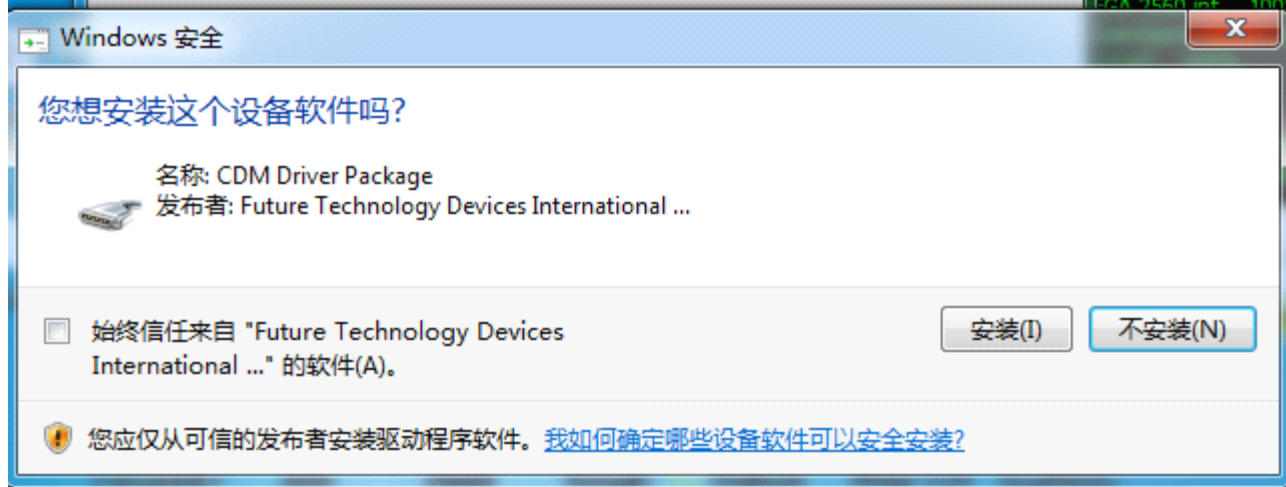 EGA 2560 int 100
Windows 安全
您想安装这个设备软件吗?
名称: CDM Driver Package
发布者: Future Technology Devices International ...
始终信任来自 "Future Technology Devices
International ..." 的软件(A)。
安装(I)
不安装(N)
您应仅从可信的发布者安装驱动程序软件。我如何确定哪些设备软件可以安全安装?